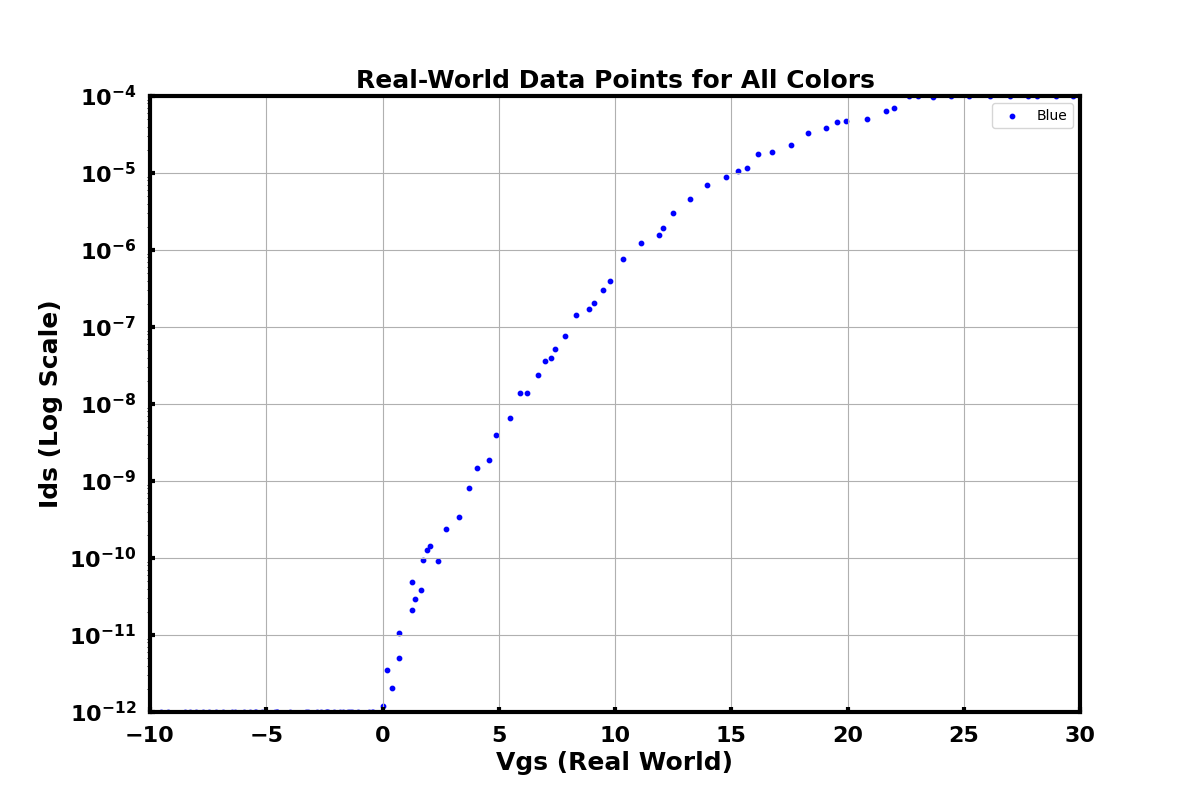 Real-World Data Points for All Colors
10⁻⁴
Blue
10⁻⁵
10⁻⁶
10⁻⁷
10⁻⁸
10⁻⁹
10⁻¹⁰
10⁻¹¹
10⁻¹²
Ids (Log Scale)
−10 −5 0 5 10 15 20 25 30
Vgs (Real World)